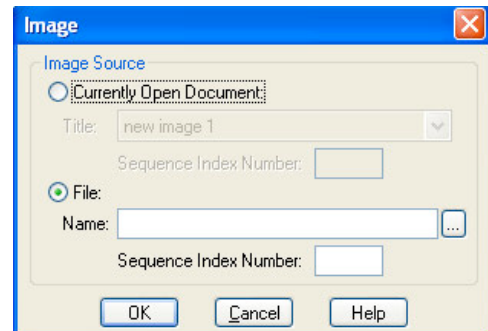 Image
Image Source
Currently Open Document:
Title: new image 1
Sequence Index Number:
File:
Name: ...
Sequence Index Number:
OK Cancel Help